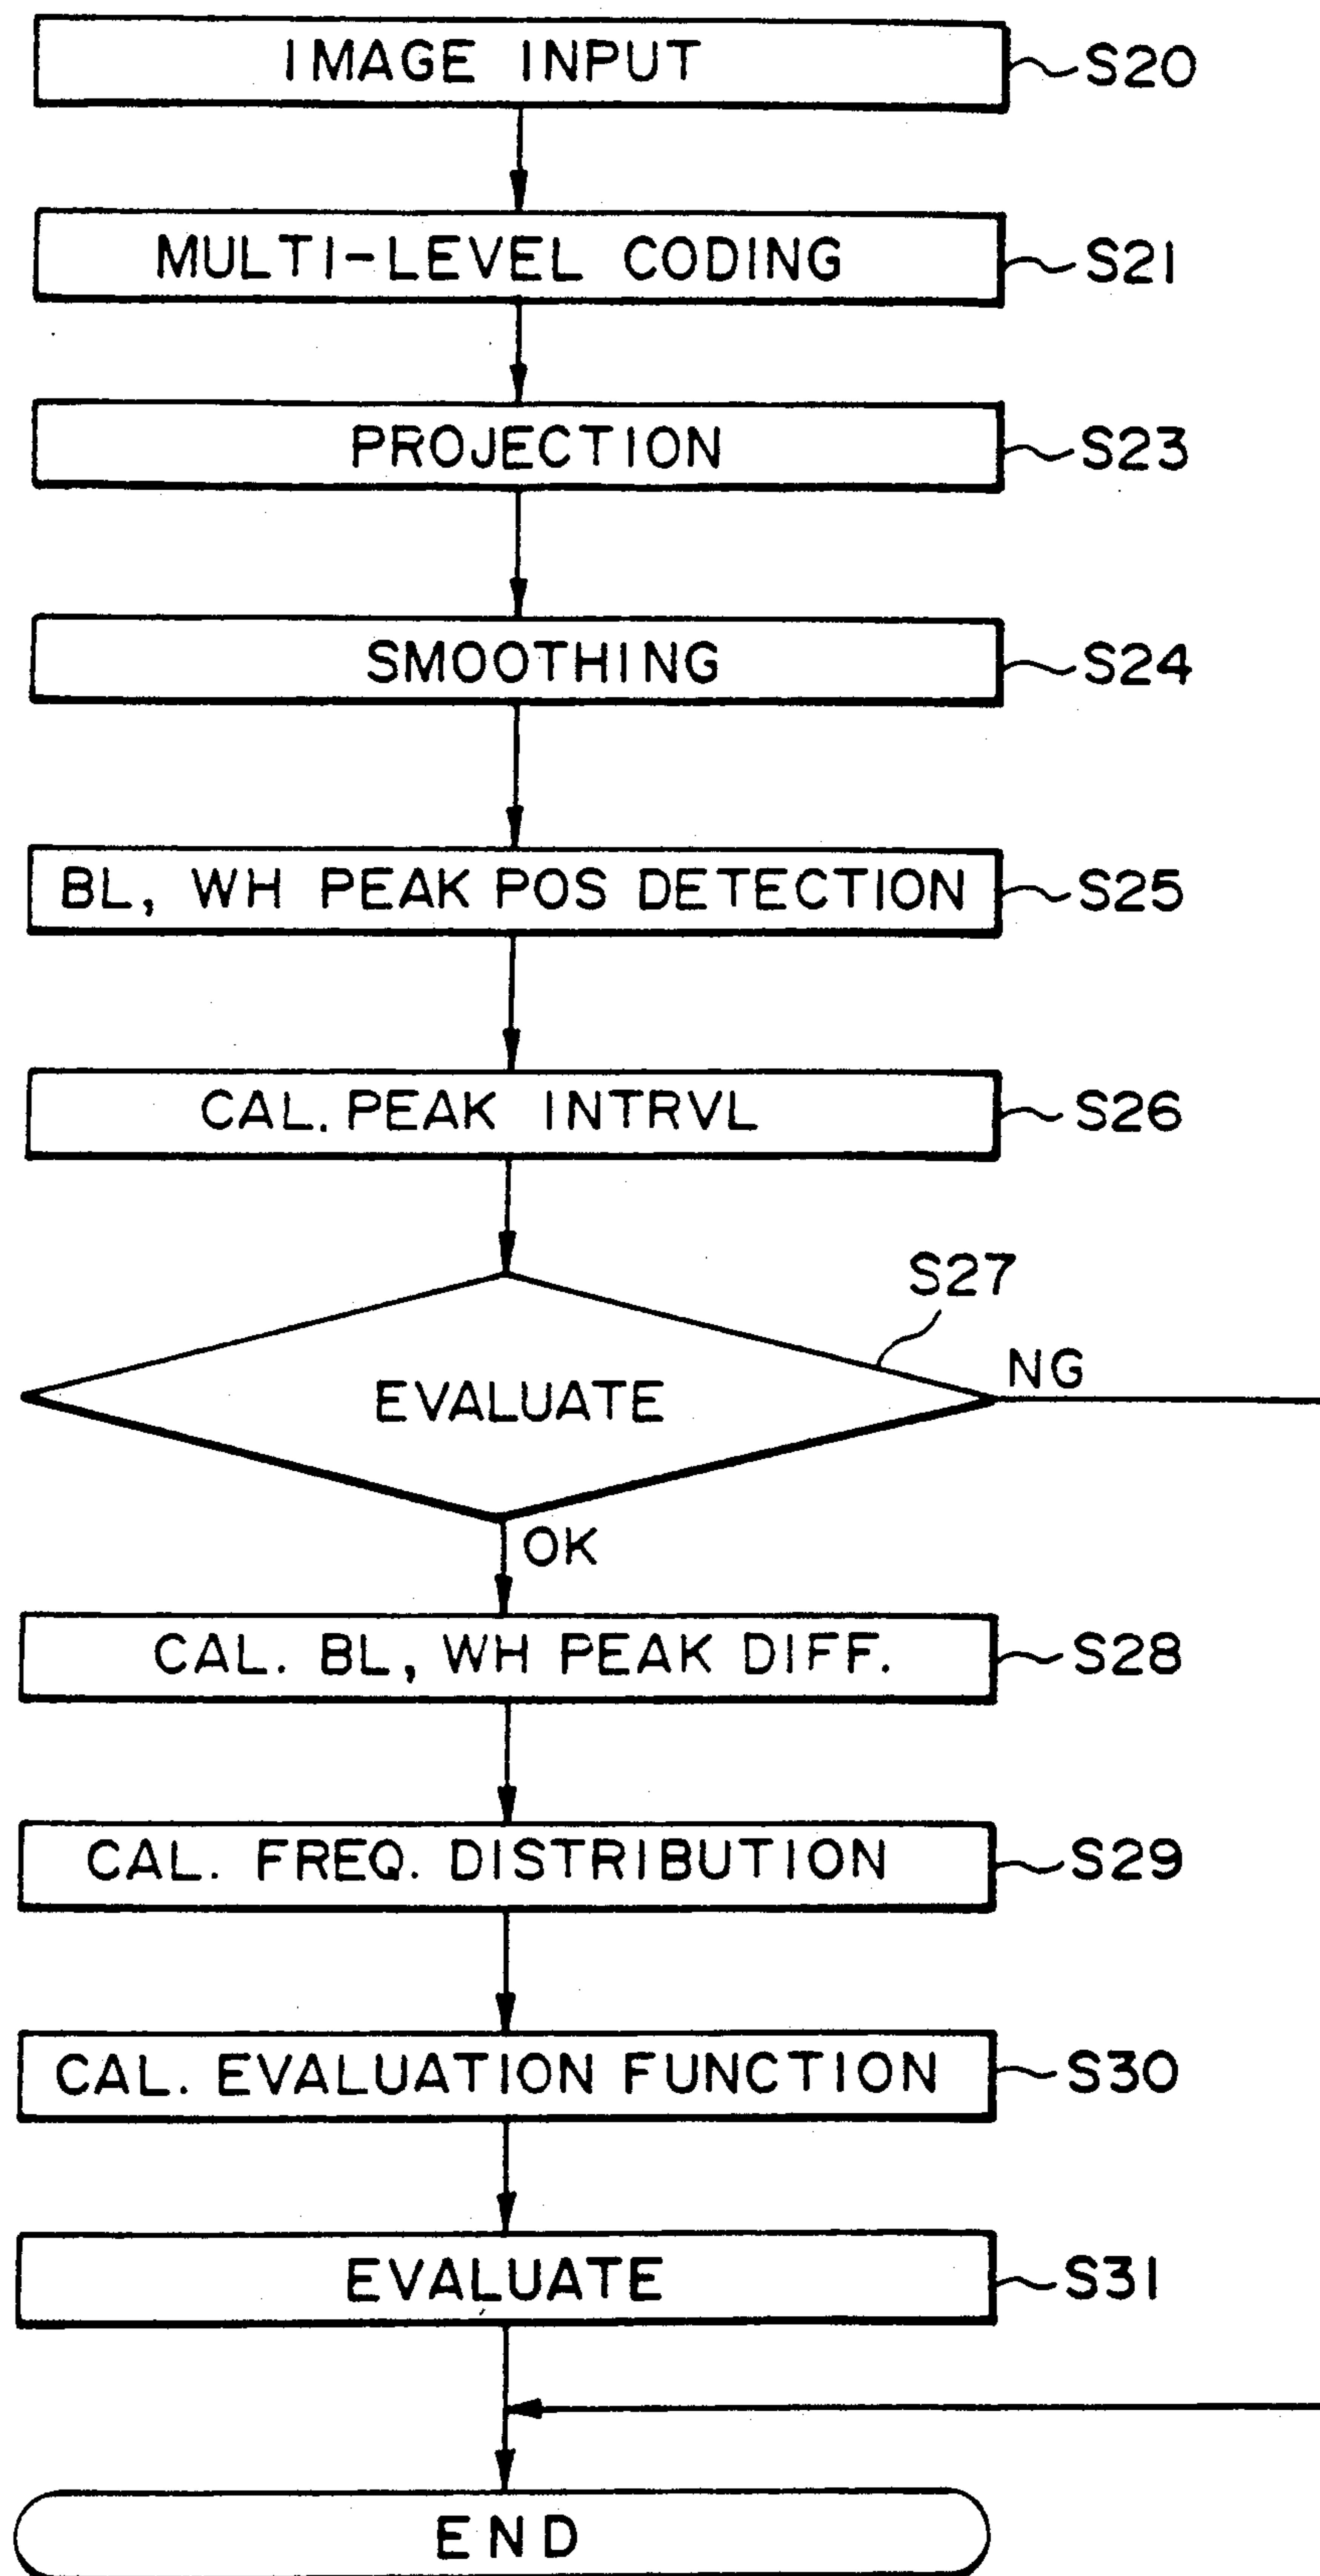 IMAGE INPUT S20
MULTI-LEVEL CODING S21
PROJECTION S23
SMOOTHING S24
BL, WH PEAK POS DETECTION S25
CAL. PEAK INTRVL S26
S27
NG
EVALUATE
OK
CAL. BL, WH PEAK DIFF. S28
CAL. FREQ. DISTRIBUTION S29
CAL. EVALUATION FUNCTION S30
EVALUATE S31
END